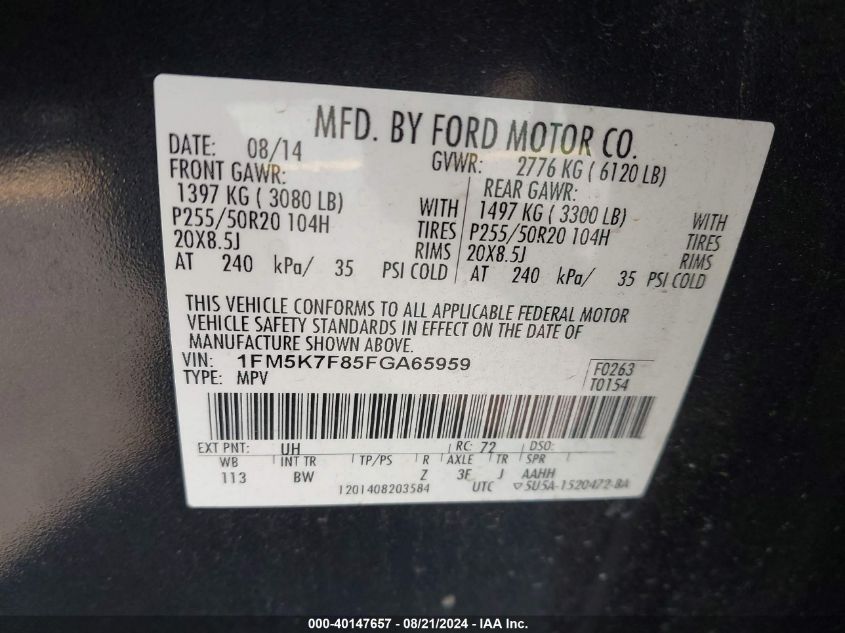 MFD. BY FORD MOTOR CO.
DATE: 08/14 GVWR: 2776 KG ( 6120 LB)
FRONT GAWR: REAR GAWR:
1397 KG ( 3080 LB) WITH 1497 KG ( 3300 LB) WITH
P255/50R20 104H TIRES P255/50R20 104H TIRES
20X8.5J RIMS 20X8.5J RIMS
AT 240 kPa/ 35 PSI COLD AT 240 kPa/ 35 PSI COLD
THIS VEHICLE CONFORMS TO ALL APPLICABLE FEDERAL MOTOR
VEHICLE SAFETY STANDARDS IN EFFECT ON THE DATE OF
MANUFACTURE SHOWN ABOVE.
VIN: 1FM5K7F85FGA65959 F0263
TYPE: MPV T0154
EXT PNT: UH RC: 72 DSO:
WB INT TR TP/PS R AXLE TR SPR
113 BW Z 3F J AAHH
1201408203584 UTC ▽5U5A-1520472-BA
000-40147657 - 08/21/2024 - IAA Inc.